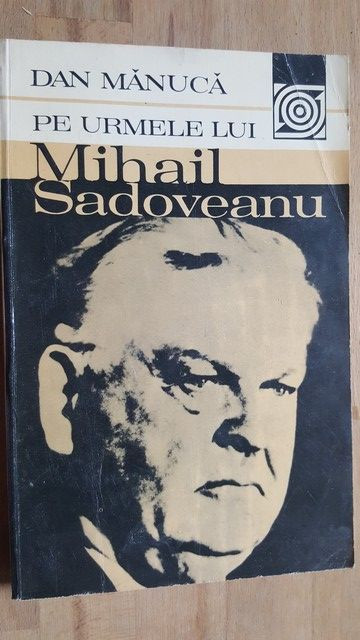 DAN MĂNUCĂ
PE URMELE LUI
Mihail
Sadoveanu